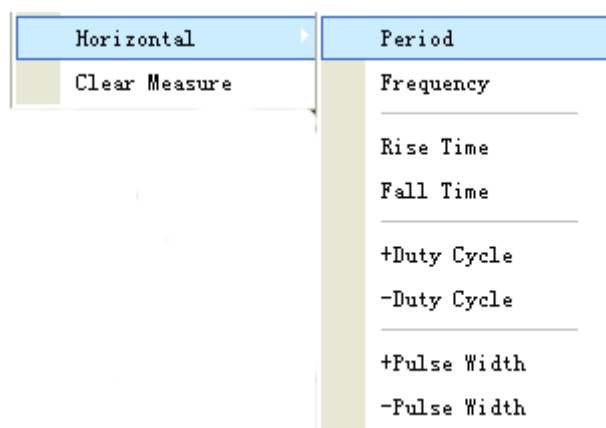 Horizontal
Clear Measure
Period
Frequency
Rise Time
Fall Time
+Duty Cycle
-Duty Cycle
+Pulse Width
-Pulse Width